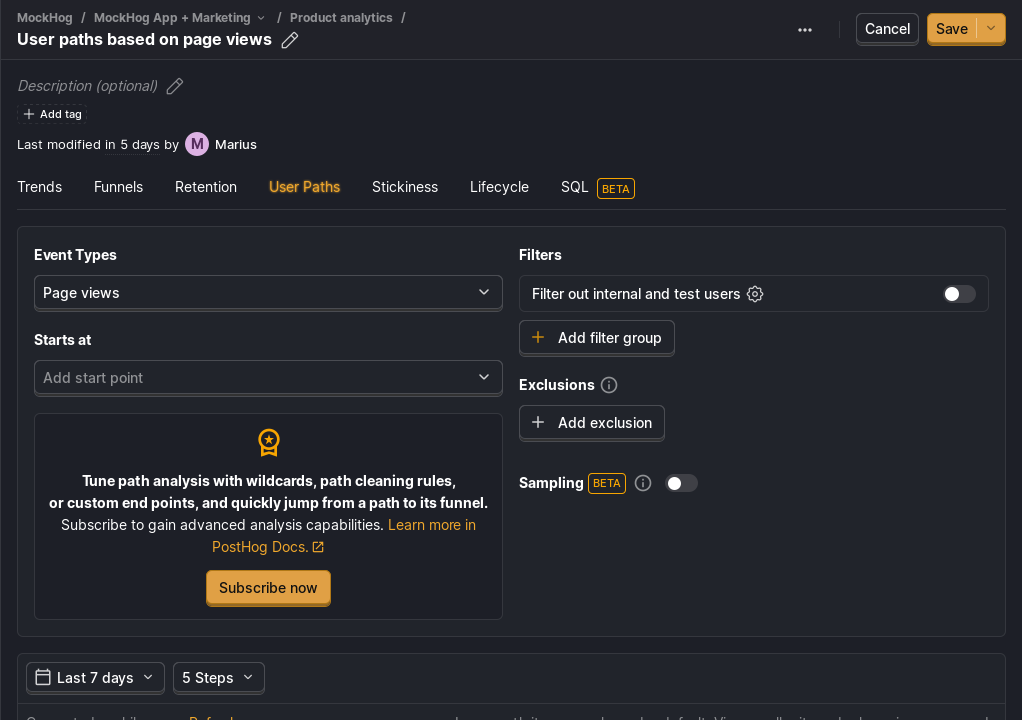 MockHog / MockHog App + Marketing / Product analytics /
User paths based on page views
Cancel
Save
Description (optional)
Add tag
Last modified in 5 days by M Marius
Trends Funnels Retention User Paths Stickiness Lifecycle SQL BETA
Event Types
Page views
Starts at
Add start point
Tune path analysis with wildcards, path cleaning rules,
or custom end points, and quickly jump from a path to its funnel.
Subscribe to gain advanced analysis capabilities. Learn more in
PostHog Docs.
Subscribe now
Filters
Filter out internal and test users
Add filter group
Exclusions
Add exclusion
Sampling BETA
Last 7 days 5 Steps